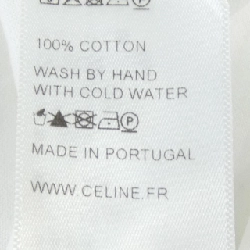 100% COTTON
WASH BY HAND
WITH COLD WATER
MADE IN PORTUGAL
WWW.CELINE.FR